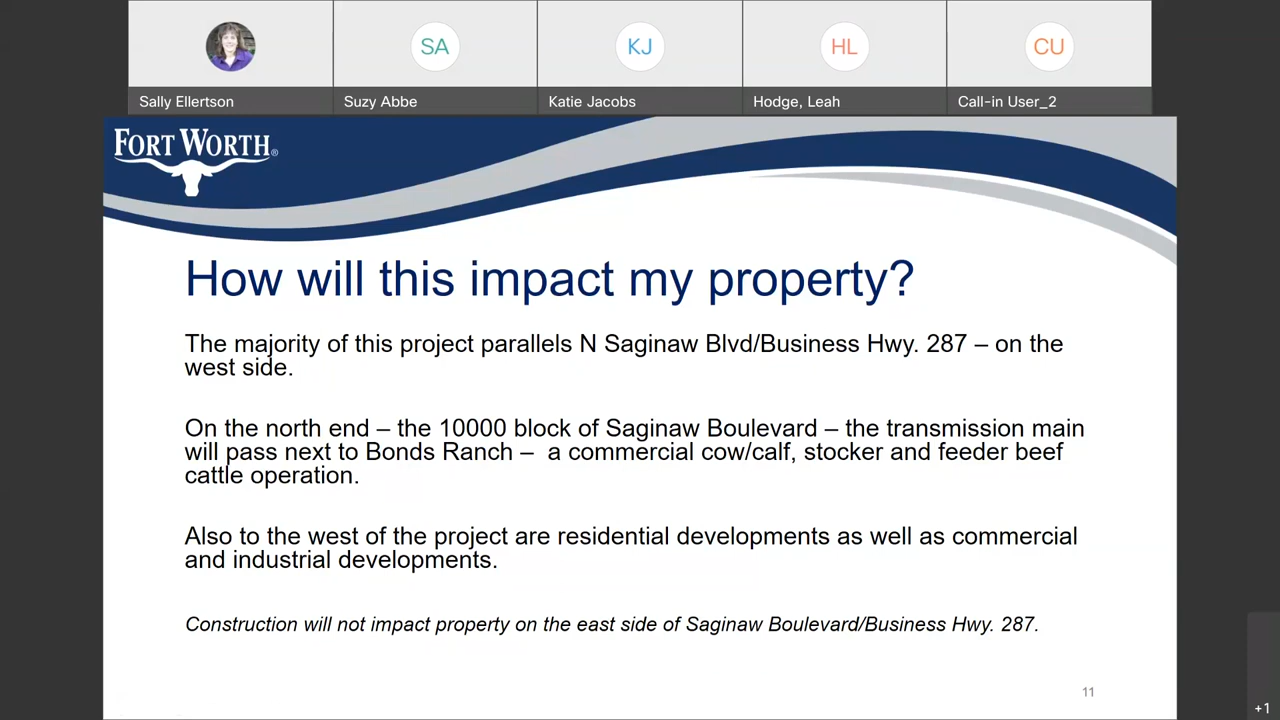 SA
KJ
HL
CU
Sally Ellertson
Suzy Abbe
Katie Jacobs
Hodge, Leah
Call-in User_2
FORT WORTH®
How will this impact my property?
The majority of this project parallels N Saginaw Blvd/Business Hwy. 287 – on the
west side.
On the north end – the 10000 block of Saginaw Boulevard – the transmission main
will pass next to Bonds Ranch – a commercial cow/calf, stocker and feeder beef
cattle operation.
Also to the west of the project are residential developments as well as commercial
and industrial developments.
Construction will not impact property on the east side of Saginaw Boulevard/Business Hwy. 287.
11
+1